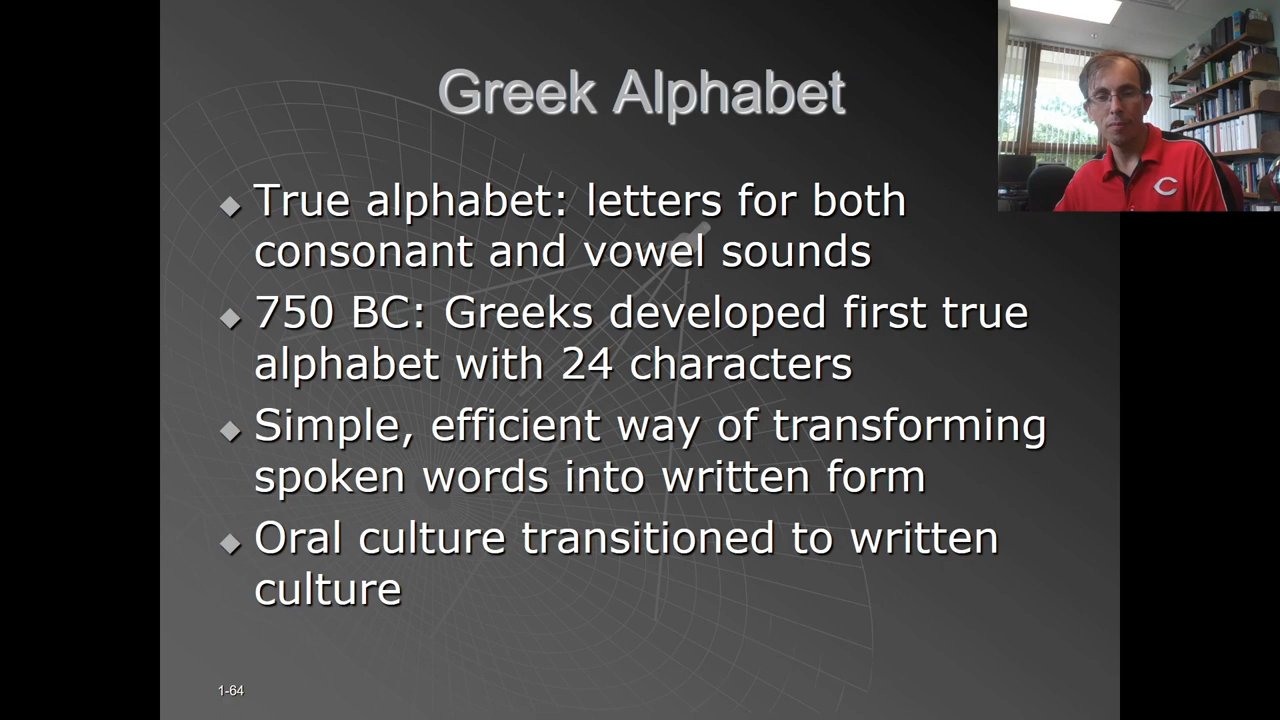 Greek Alphabet
True alphabet: letters for both
consonant and vowel sounds
750 BC: Greeks developed first true
alphabet with 24 characters
Simple, efficient way of transforming
spoken words into written form
Oral culture transitioned to written
culture
1-64
C